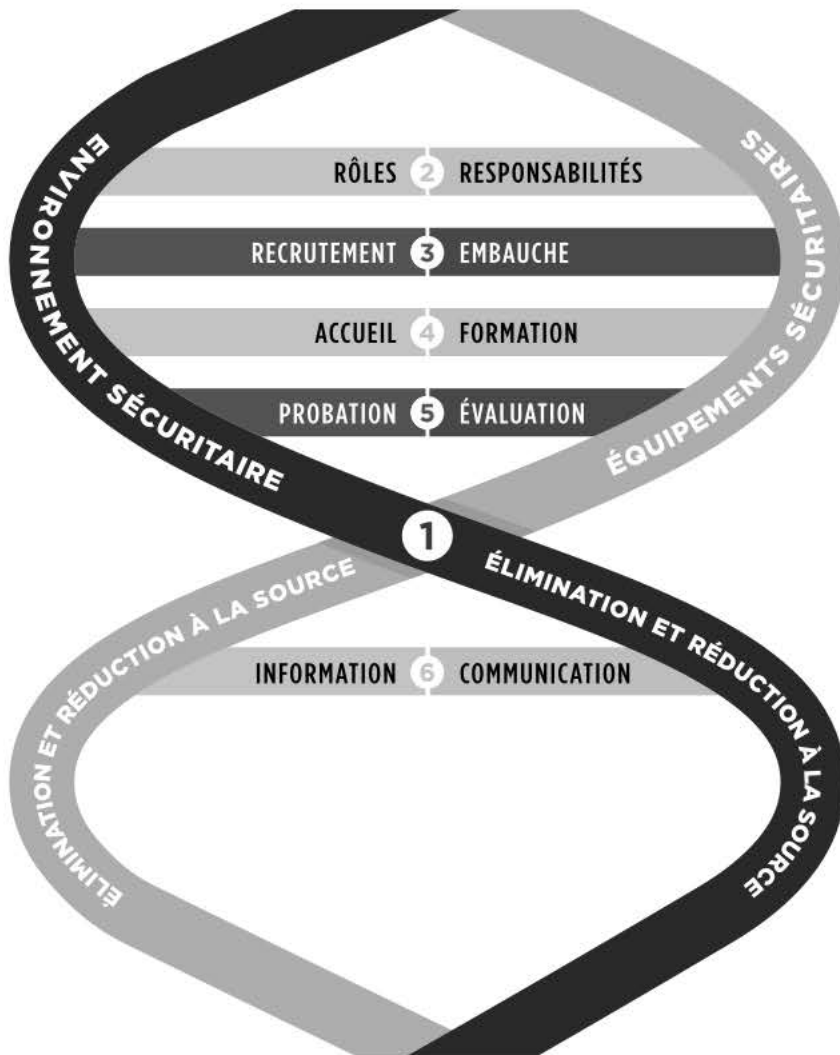 ENVIRONNEMENT SÉCURITAIRE
ÉQUIPEMENTS SÉCURITAIRES
RÔLES 2 RESPONSABILITÉS
RECRUTEMENT 3 EMBAUCHE
ACCUEIL 4 FORMATION
PROBATION 5 ÉVALUATION
1
ÉLIMINATION ET RÉDUCTION À LA SOURCE
ÉLIMINATION ET RÉDUCTION À LA SOURCE
INFORMATION 6 COMMUNICATION